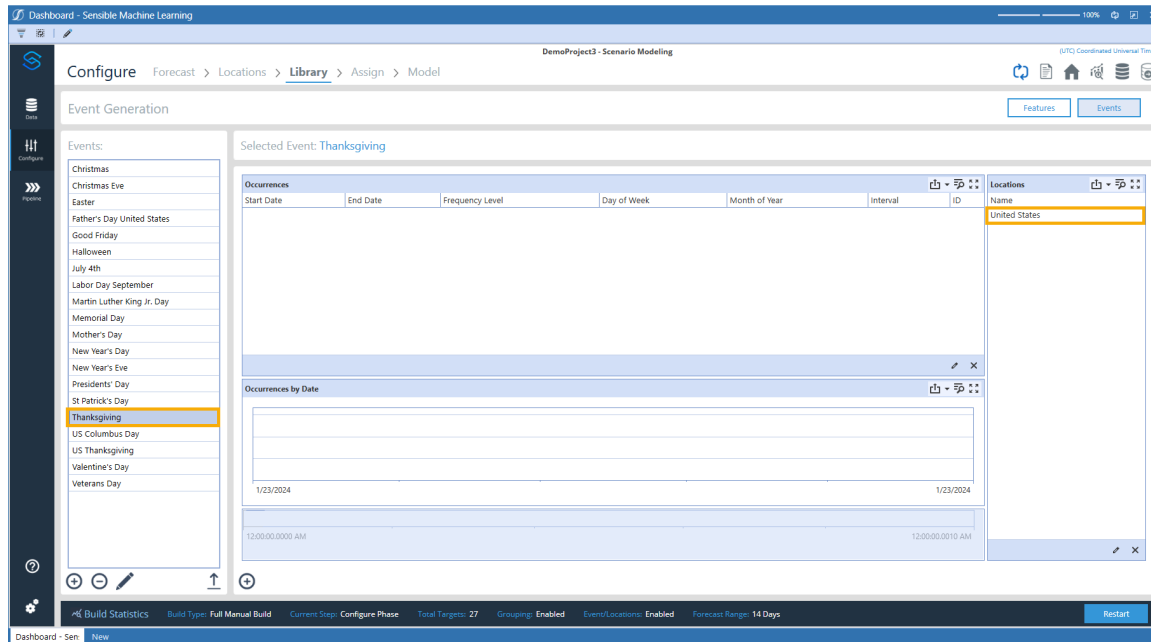 Dashboard - Sensible Machine Learning
100%
DemoProject3 - Scenario Modeling
(UTC) Coordinated Universal Tim
Configure Forecast > Locations > Library > Assign > Model
Data
Configure
Pipeline
Event Generation
Features
Events
Events:
Christmas
Christmas Eve
Easter
Father's Day United States
Good Friday
Halloween
July 4th
Labor Day September
Martin Luther King Jr. Day
Memorial Day
Mother's Day
New Year's Day
New Year's Eve
Presidents' Day
St Patrick's Day
Thanksgiving
US Columbus Day
US Thanksgiving
Valentine's Day
Veterans Day
Selected Event: Thanksgiving
Occurrences
Start Date End Date Frequency Level Day of Week Month of Year Interval ID
Locations
Name
United States
Occurrences by Date
1/23/2024 1/23/2024
12:00:00.0000 AM 12:00:00.0010 AM
Build Statistics Build Type: Full Manual Build Current Step: Configure Phase Total Targets: 27 Grouping: Enabled Event/Locations: Enabled Forecast Range: 14 Days
Restart
Dashboard - Sen: New